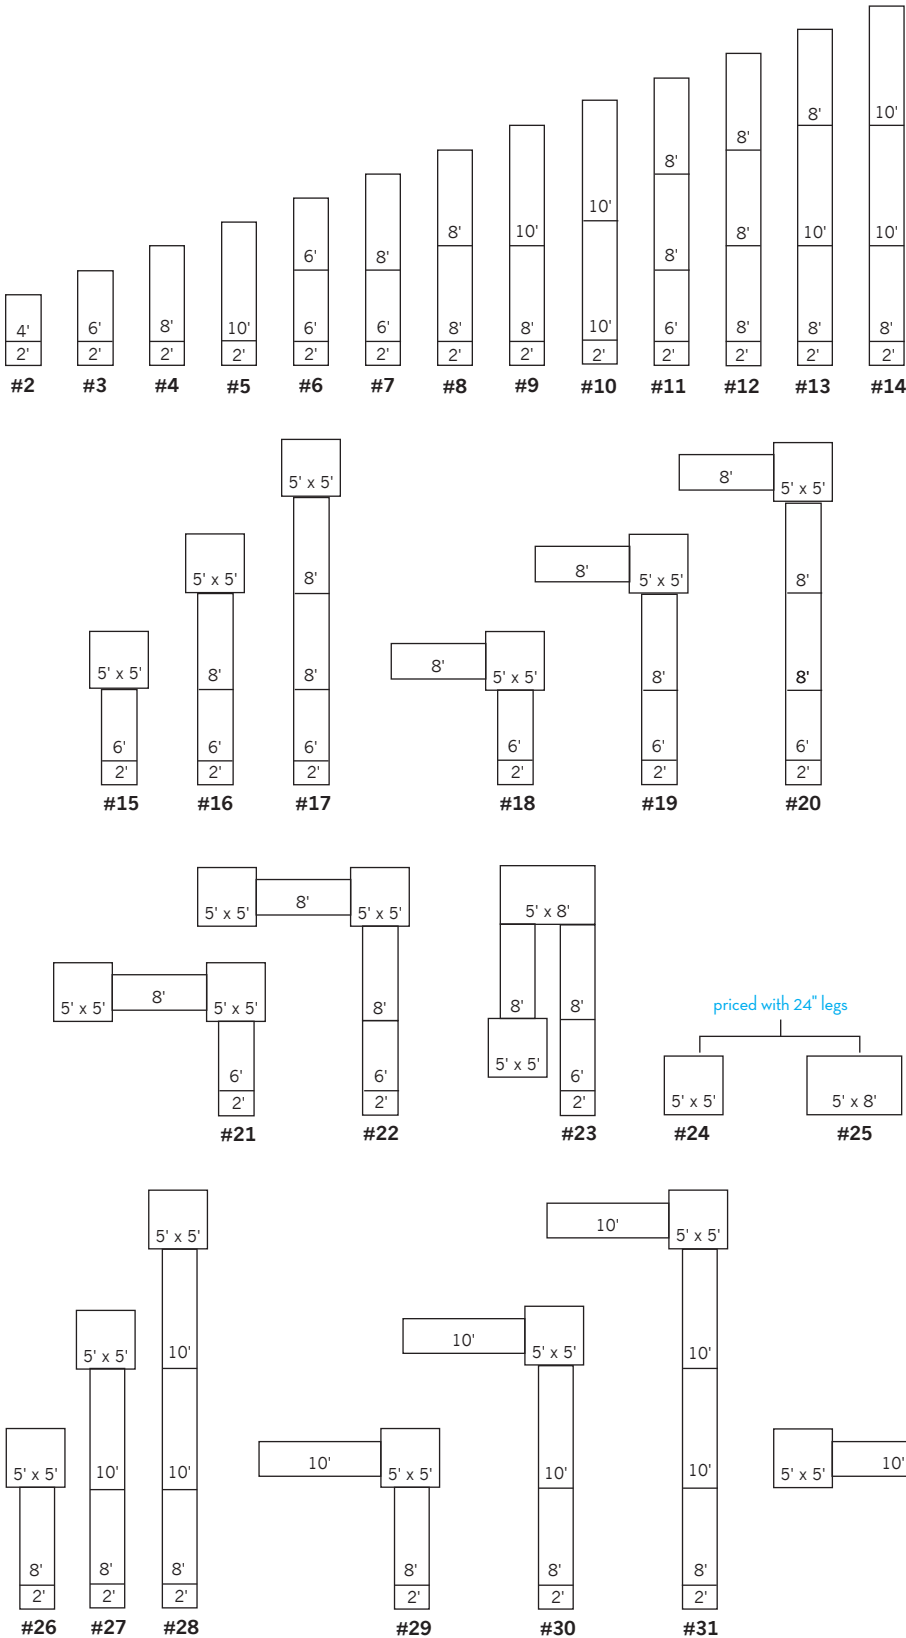 10'
8'
8'
10'
8'
8'
10'
10'
10'
8'
8'
8'
6'
8'
10'
10'
6'
8'
4'
6'
8'
10'
6'
6'
8'
8'
10'
6'
8'
8'
8'
2' 2' 2' 2' 2' 2' 2' 2' 2' 2' 2' 2' 2'
#2 #3 #4 #5 #6 #7 #8 #9 #10 #11 #12 #13 #14
8' 5' x 5'
5' x 5'
8' 5' x 5'
5' x 5'
8'
8'
8' 5' x 5'
5' x 5'
8'
8'
8'
8'
6' 6' 6' 6' 6' 6'
2' 2' 2' 2' 2' 2'
#15 #16 #17 #18 #19 #20
5' x 5' 8' 5' x 5'
5' x 8'
5' x 5' 8' 5' x 5'
8'
8' 8'
priced with 24" legs
5' x 5'
6' 6' 6'
5' x 5' 5' x 8'
2' 2' 2'
#21 #22 #23 #24 #25
5' x 5'
10' 5' x 5'
5' x 5'
10' 5' x 5'
10'
10'
5' x 5' 10' 10' 5' x 5' 10' 10' 5' x 5' 10'
10'
10'
8' 8' 8' 8' 8' 8'
2' 2' 2' 2' 2' 2'
#26 #27 #28 #29 #30 #31